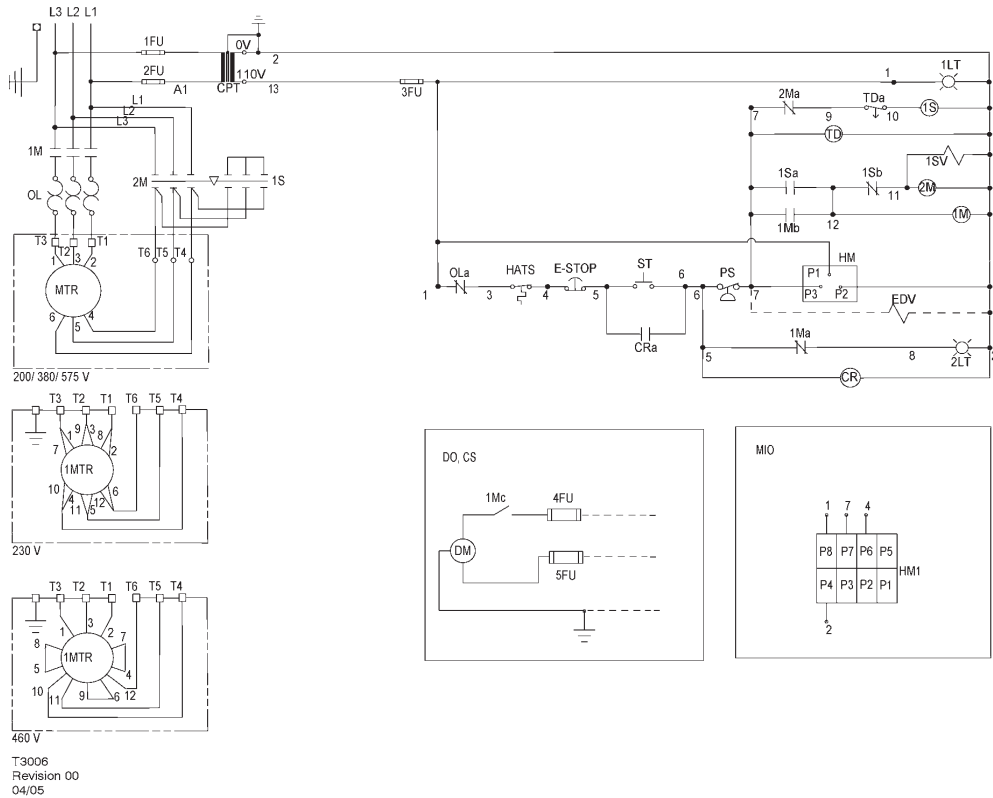 L3 L2 L1
1FU
0V
2
2FU
A1
CPT
110V
13
3FU
1
1LT
L1
L2
L3
2Ma
TDa
7
9
10
1S
TD
1M
2M
1S
1SV
OL
1Sa
1Sb
11
2M
1Mb
12
1M
T3
T2
T1
T6 T5 T4
1 3 2
MTR
6
5
4
200/ 380/ 575 V
OLa
HATS
E-STOP
ST
6
PS
P1
HM
P3
P2
1
3
4
5
6
7
EDV
CRa
1Ma
5
8
2LT
2
CR
T3 T2 T1 T6 T5 T4
1
9
3
8
7
2
1MTR
10
6
4
12
11
5
230 V
DO, CS
1Mc
4FU
DM
5FU
MIO
1 7 4
P8 P7 P6 P5
HM1
P4 P3 P2 P1
2
T3 T2 T1 T6 T5 T4
1
3
2
8
7
1MTR
5
4
10
9
6
12
11
460 V
T3006
Revision 00
04/05